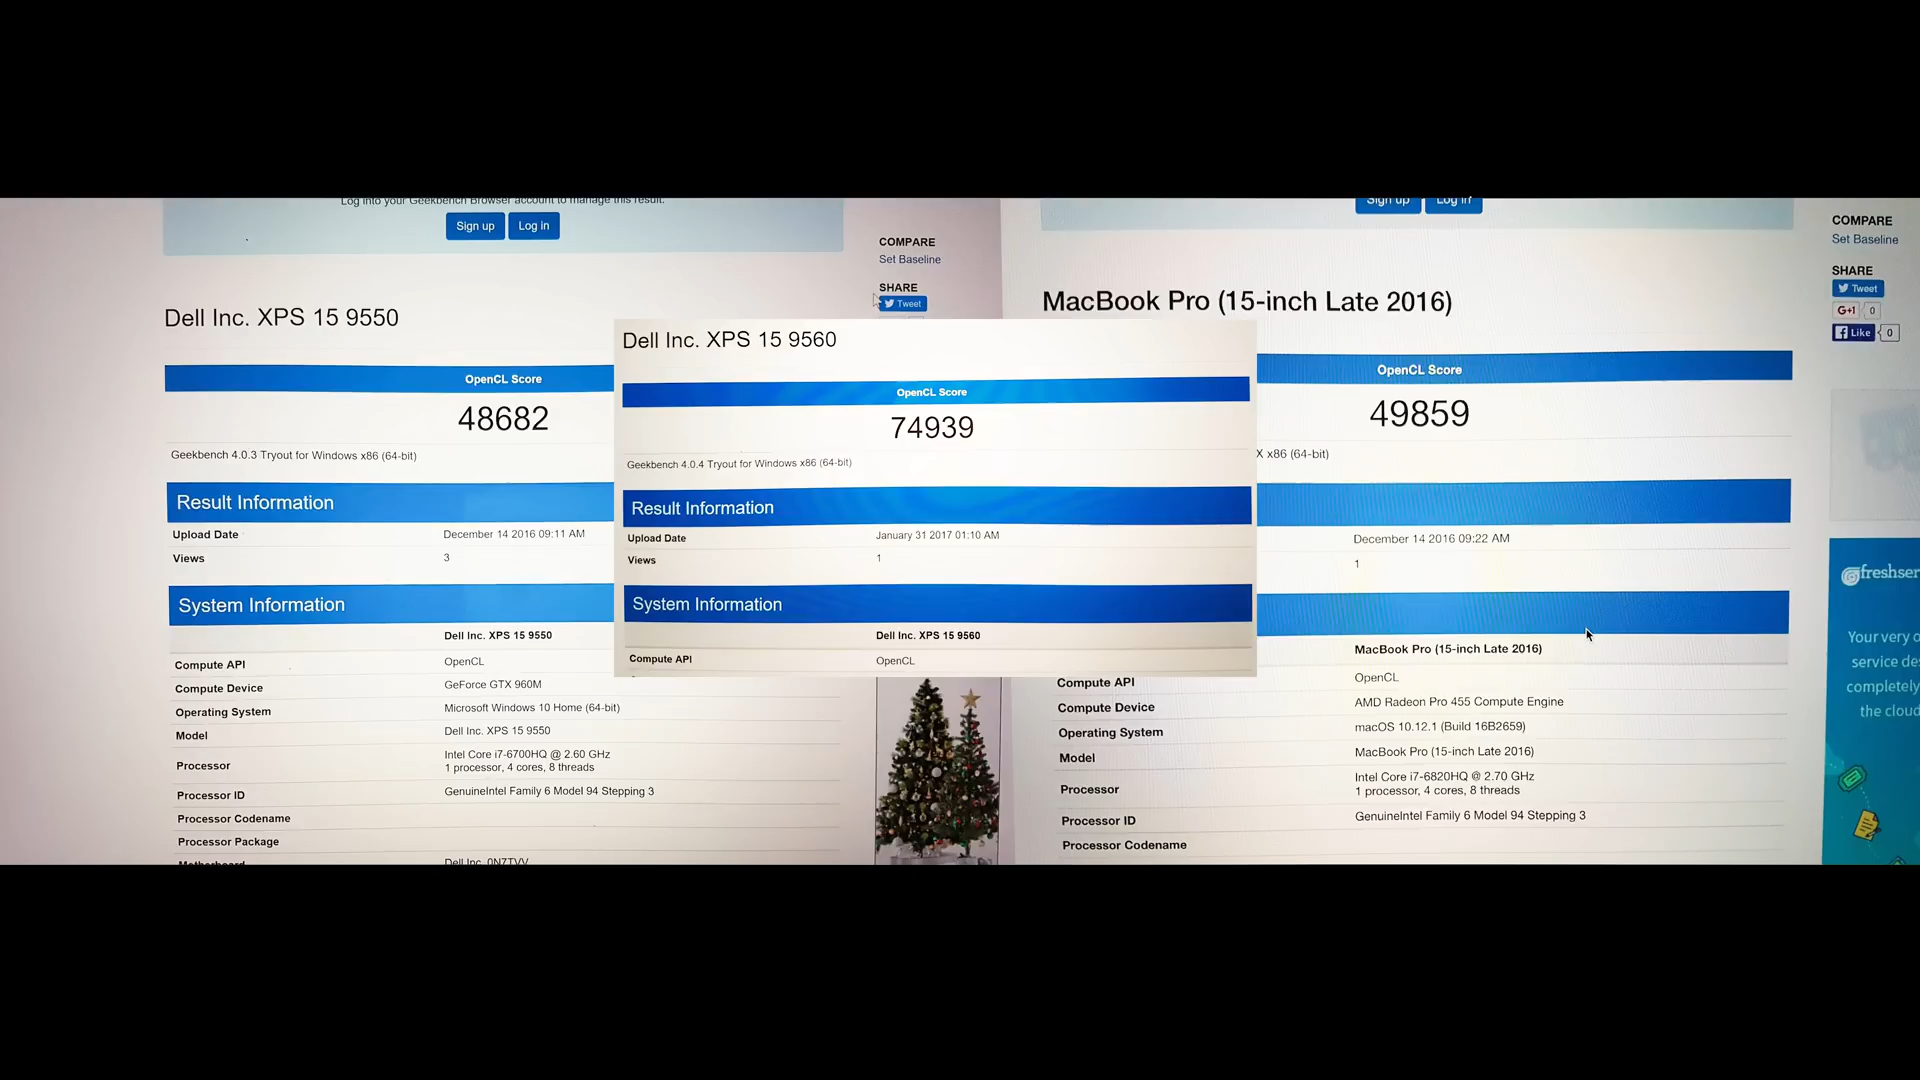 Log into your Geekbench Browser account to manage this result.
Sign up Log in
COMPARE
Set Baseline
SHARE
Tweet
Dell Inc. XPS 15 9550
OpenCL Score
48682
Geekbench 4.0.3 Tryout for Windows x86 (64-bit)
Result Information
Upload Date December 14 2016 09:11 AM
Views 3
System Information
Dell Inc. XPS 15 9550
Compute API OpenCL
Compute Device GeForce GTX 960M
Operating System Microsoft Windows 10 Home (64-bit)
Model Dell Inc. XPS 15 9550
Processor Intel Core i7-6700HQ @ 2.60 GHz
1 processor, 4 cores, 8 threads
Processor ID GenuineIntel Family 6 Model 94 Stepping 3
Processor Codename
Processor Package
Motherboard Dell Inc. 0N7TVV
Dell Inc. XPS 15 9560
OpenCL Score
74939
Geekbench 4.0.4 Tryout for Windows x86 (64-bit)
Result Information
Upload Date January 31 2017 01:10 AM
Views 1
System Information
Dell Inc. XPS 15 9560
Compute API OpenCL
Sign up Log in
MacBook Pro (15-inch Late 2016)
OpenCL Score
49859
X x86 (64-bit)
December 14 2016 09:22 AM
1
MacBook Pro (15-inch Late 2016)
Compute API OpenCL
Compute Device AMD Radeon Pro 455 Compute Engine
Operating System macOS 10.12.1 (Build 16B2659)
Model MacBook Pro (15-inch Late 2016)
Processor Intel Core i7-6820HQ @ 2.70 GHz
1 processor, 4 cores, 8 threads
Processor ID GenuineIntel Family 6 Model 94 Stepping 3
Processor Codename
COMPARE
Set Baseline
SHARE
Tweet
G+1 0
Like 0
freshser
Your very o
service des
completely
the cloud